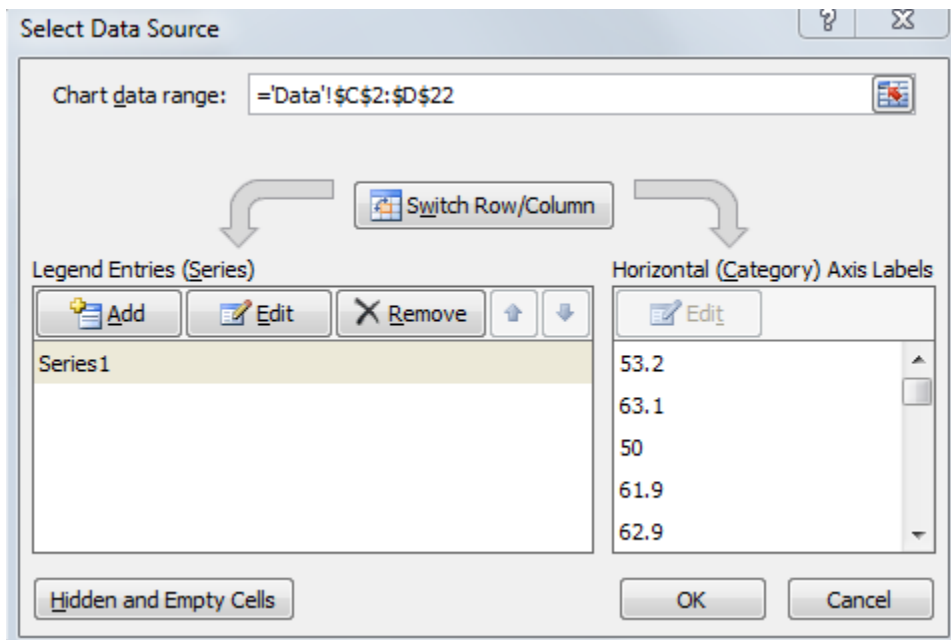 Select Data Source
Chart data range: ='Data'!$C$2:$D$22
Switch Row/Column
Legend Entries (Series)
Add Edit Remove
Series1
Horizontal (Category) Axis Labels
Edit
53.2
63.1
50
61.9
62.9
Hidden and Empty Cells
OK Cancel